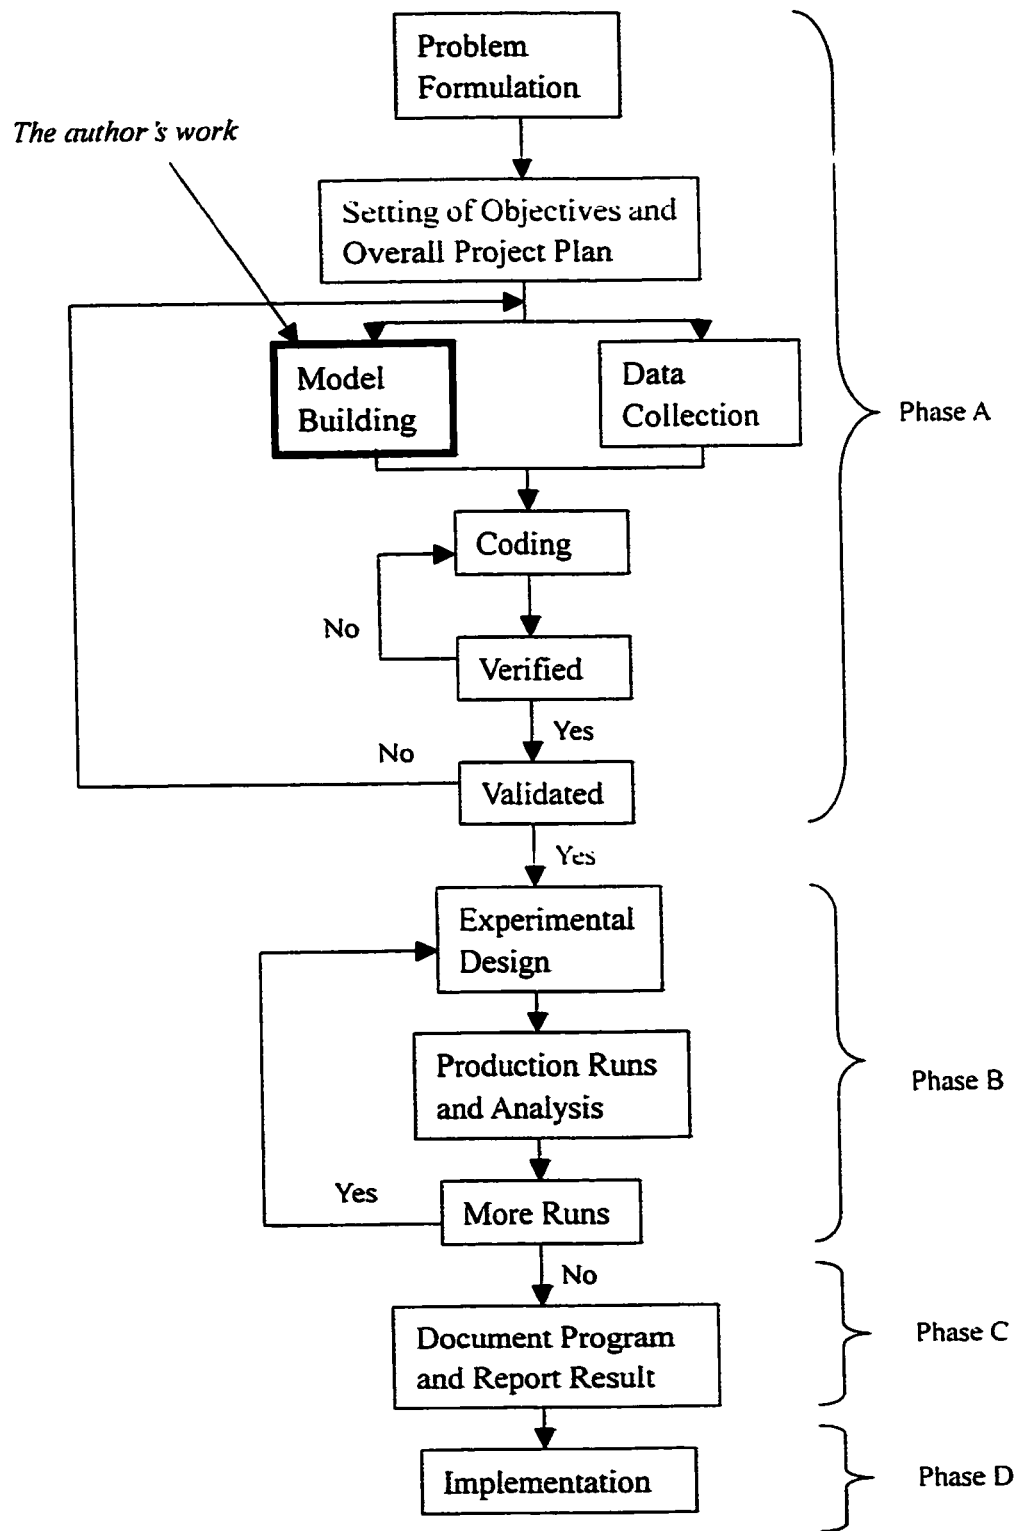 Problem
Formulation
The author's work
Setting of Objectives and
Overall Project Plan
Model
Building
Data
Collection
Phase A
Coding
No
Verified
Yes
No
Validated
Yes
Experimental
Design
Production Runs
and Analysis
Phase B
Yes
More Runs
No
Document Program
and Report Result
Phase C
Implementation
Phase D